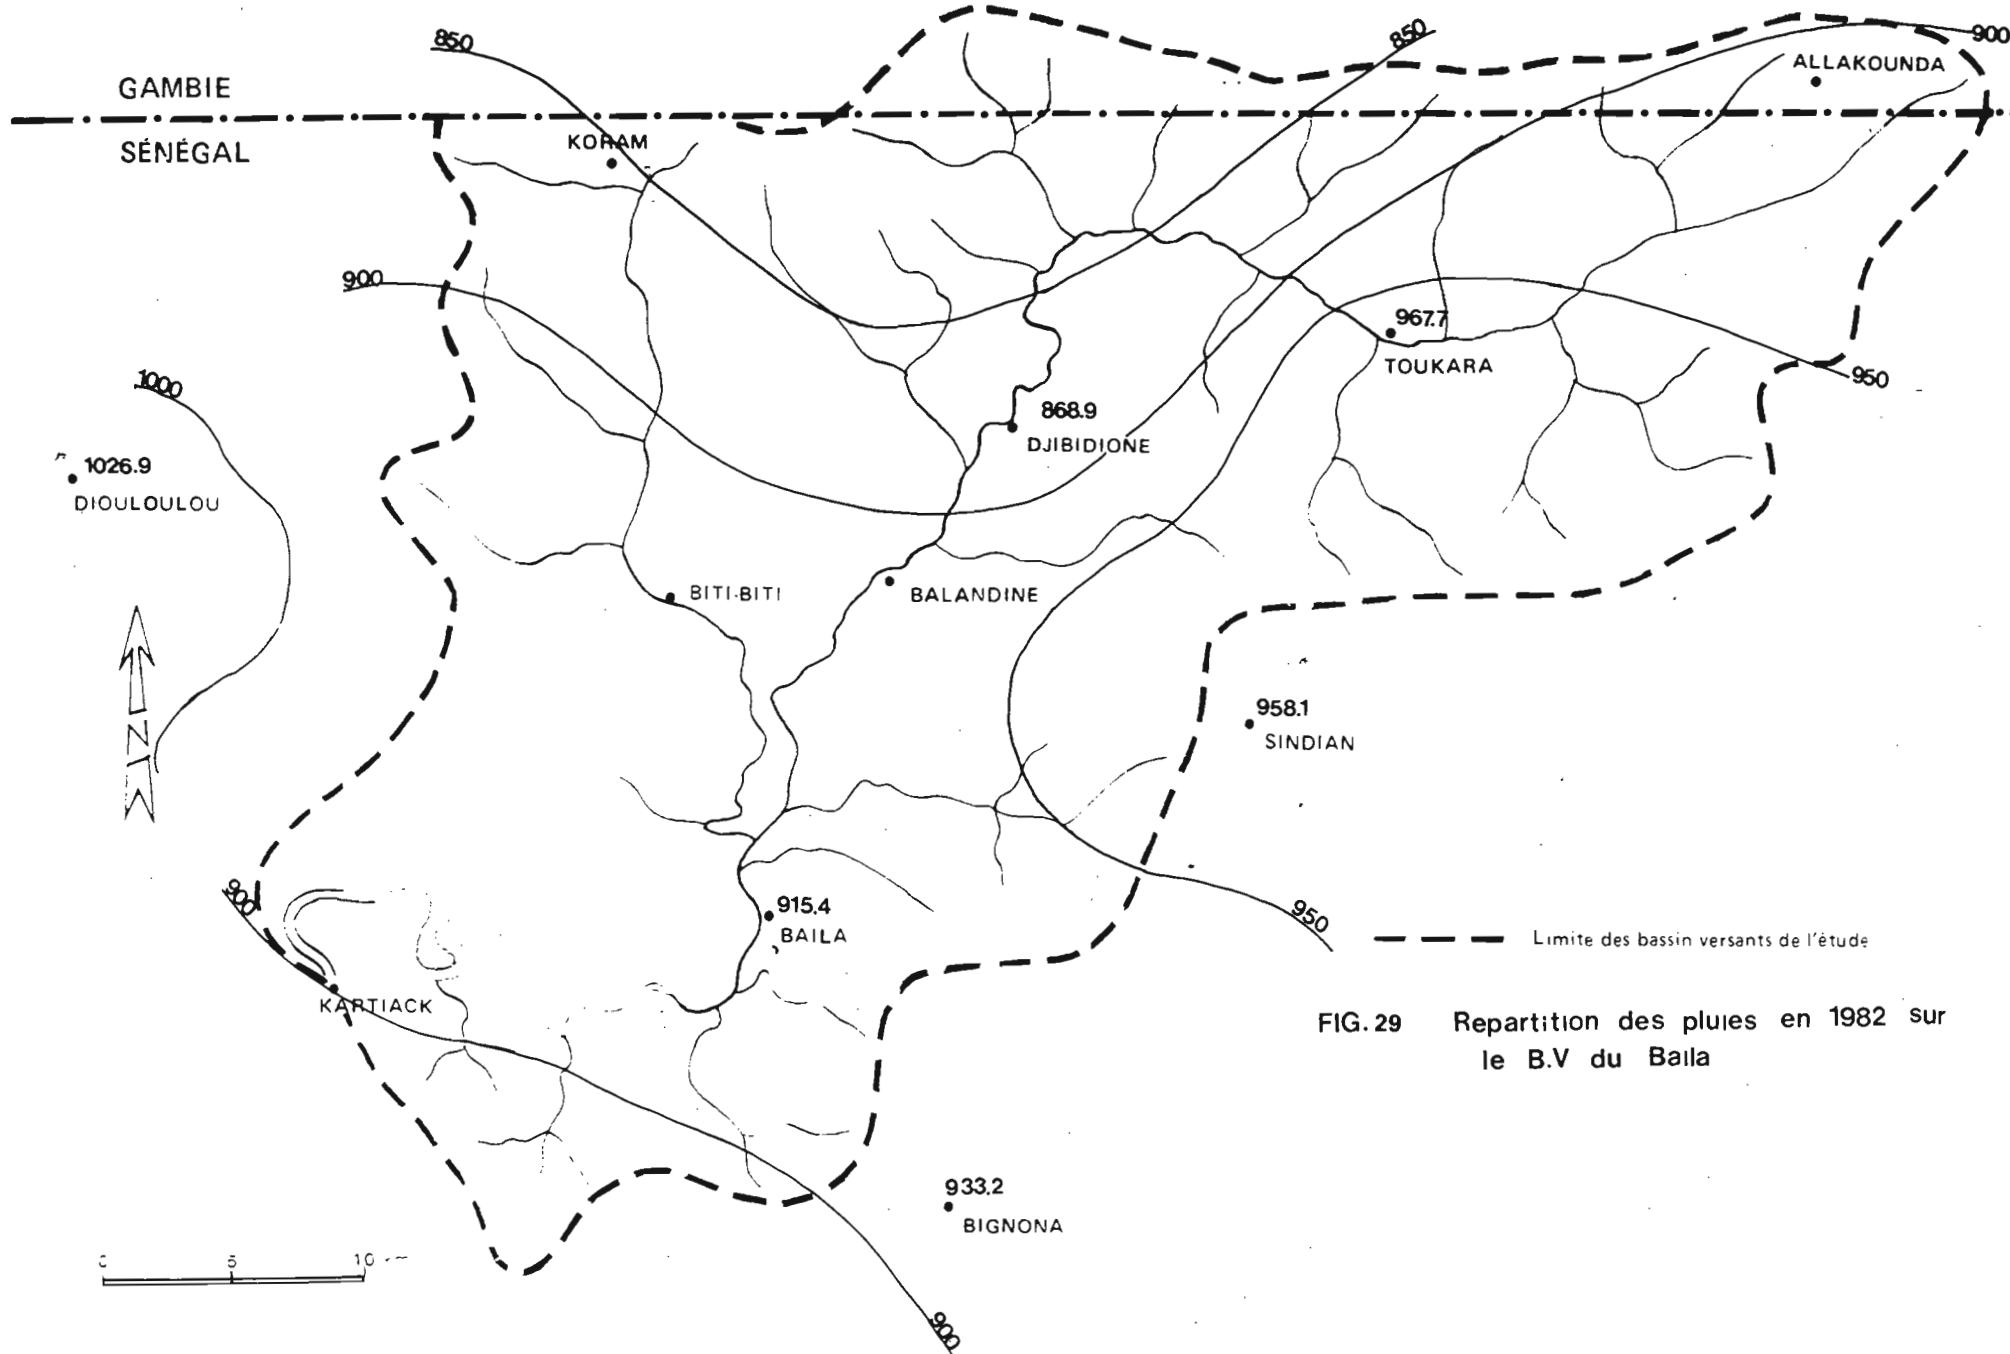 850
850
900
GAMBIE
ALLAKOUNDA
SÉNÉGAL
KORAM
900
967.7
TOUKARA
950
1000
868.9
DJIBIDIONE
1026.9
DIOULOULOU
BITI-BITI
BALANDINE
N
958.1
SINDIAN
900
915.4
BAILA
950
Limite des bassin versants de l'étude
KARTIACK
FIG. 29 Repartition des pluies en 1982 sur
le B.V du Baila
933.2
BIGNONA
0 5 10
900